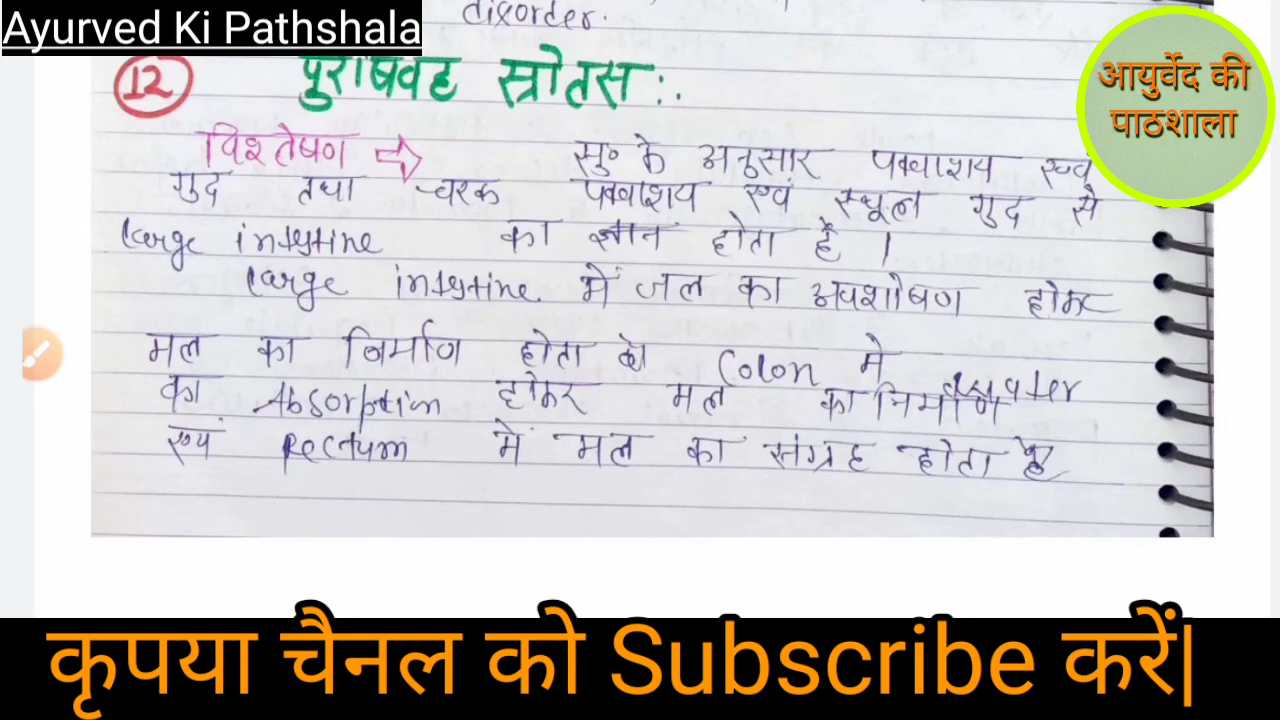 disorder.
Ayurved Ki Pathshala
आयुर्वेद की
पाठशाला
12 पुराषवह स्रोतस :.
विश्लेषण ⇨ सु० के अनुसार पक्वाशय एवं
गुद तथा चरक पक्वाशय एवं स्थूल गुद से
large intestine का ज्ञान होता है ।
large intestine में जल का अवशोषण होकर
मल का निर्माण होता है Colon मे
का Absorption होकर मल का निर्माण
एवं Rectum में मल का संग्रह होता है
कृपया चैनल को Subscribe करें|